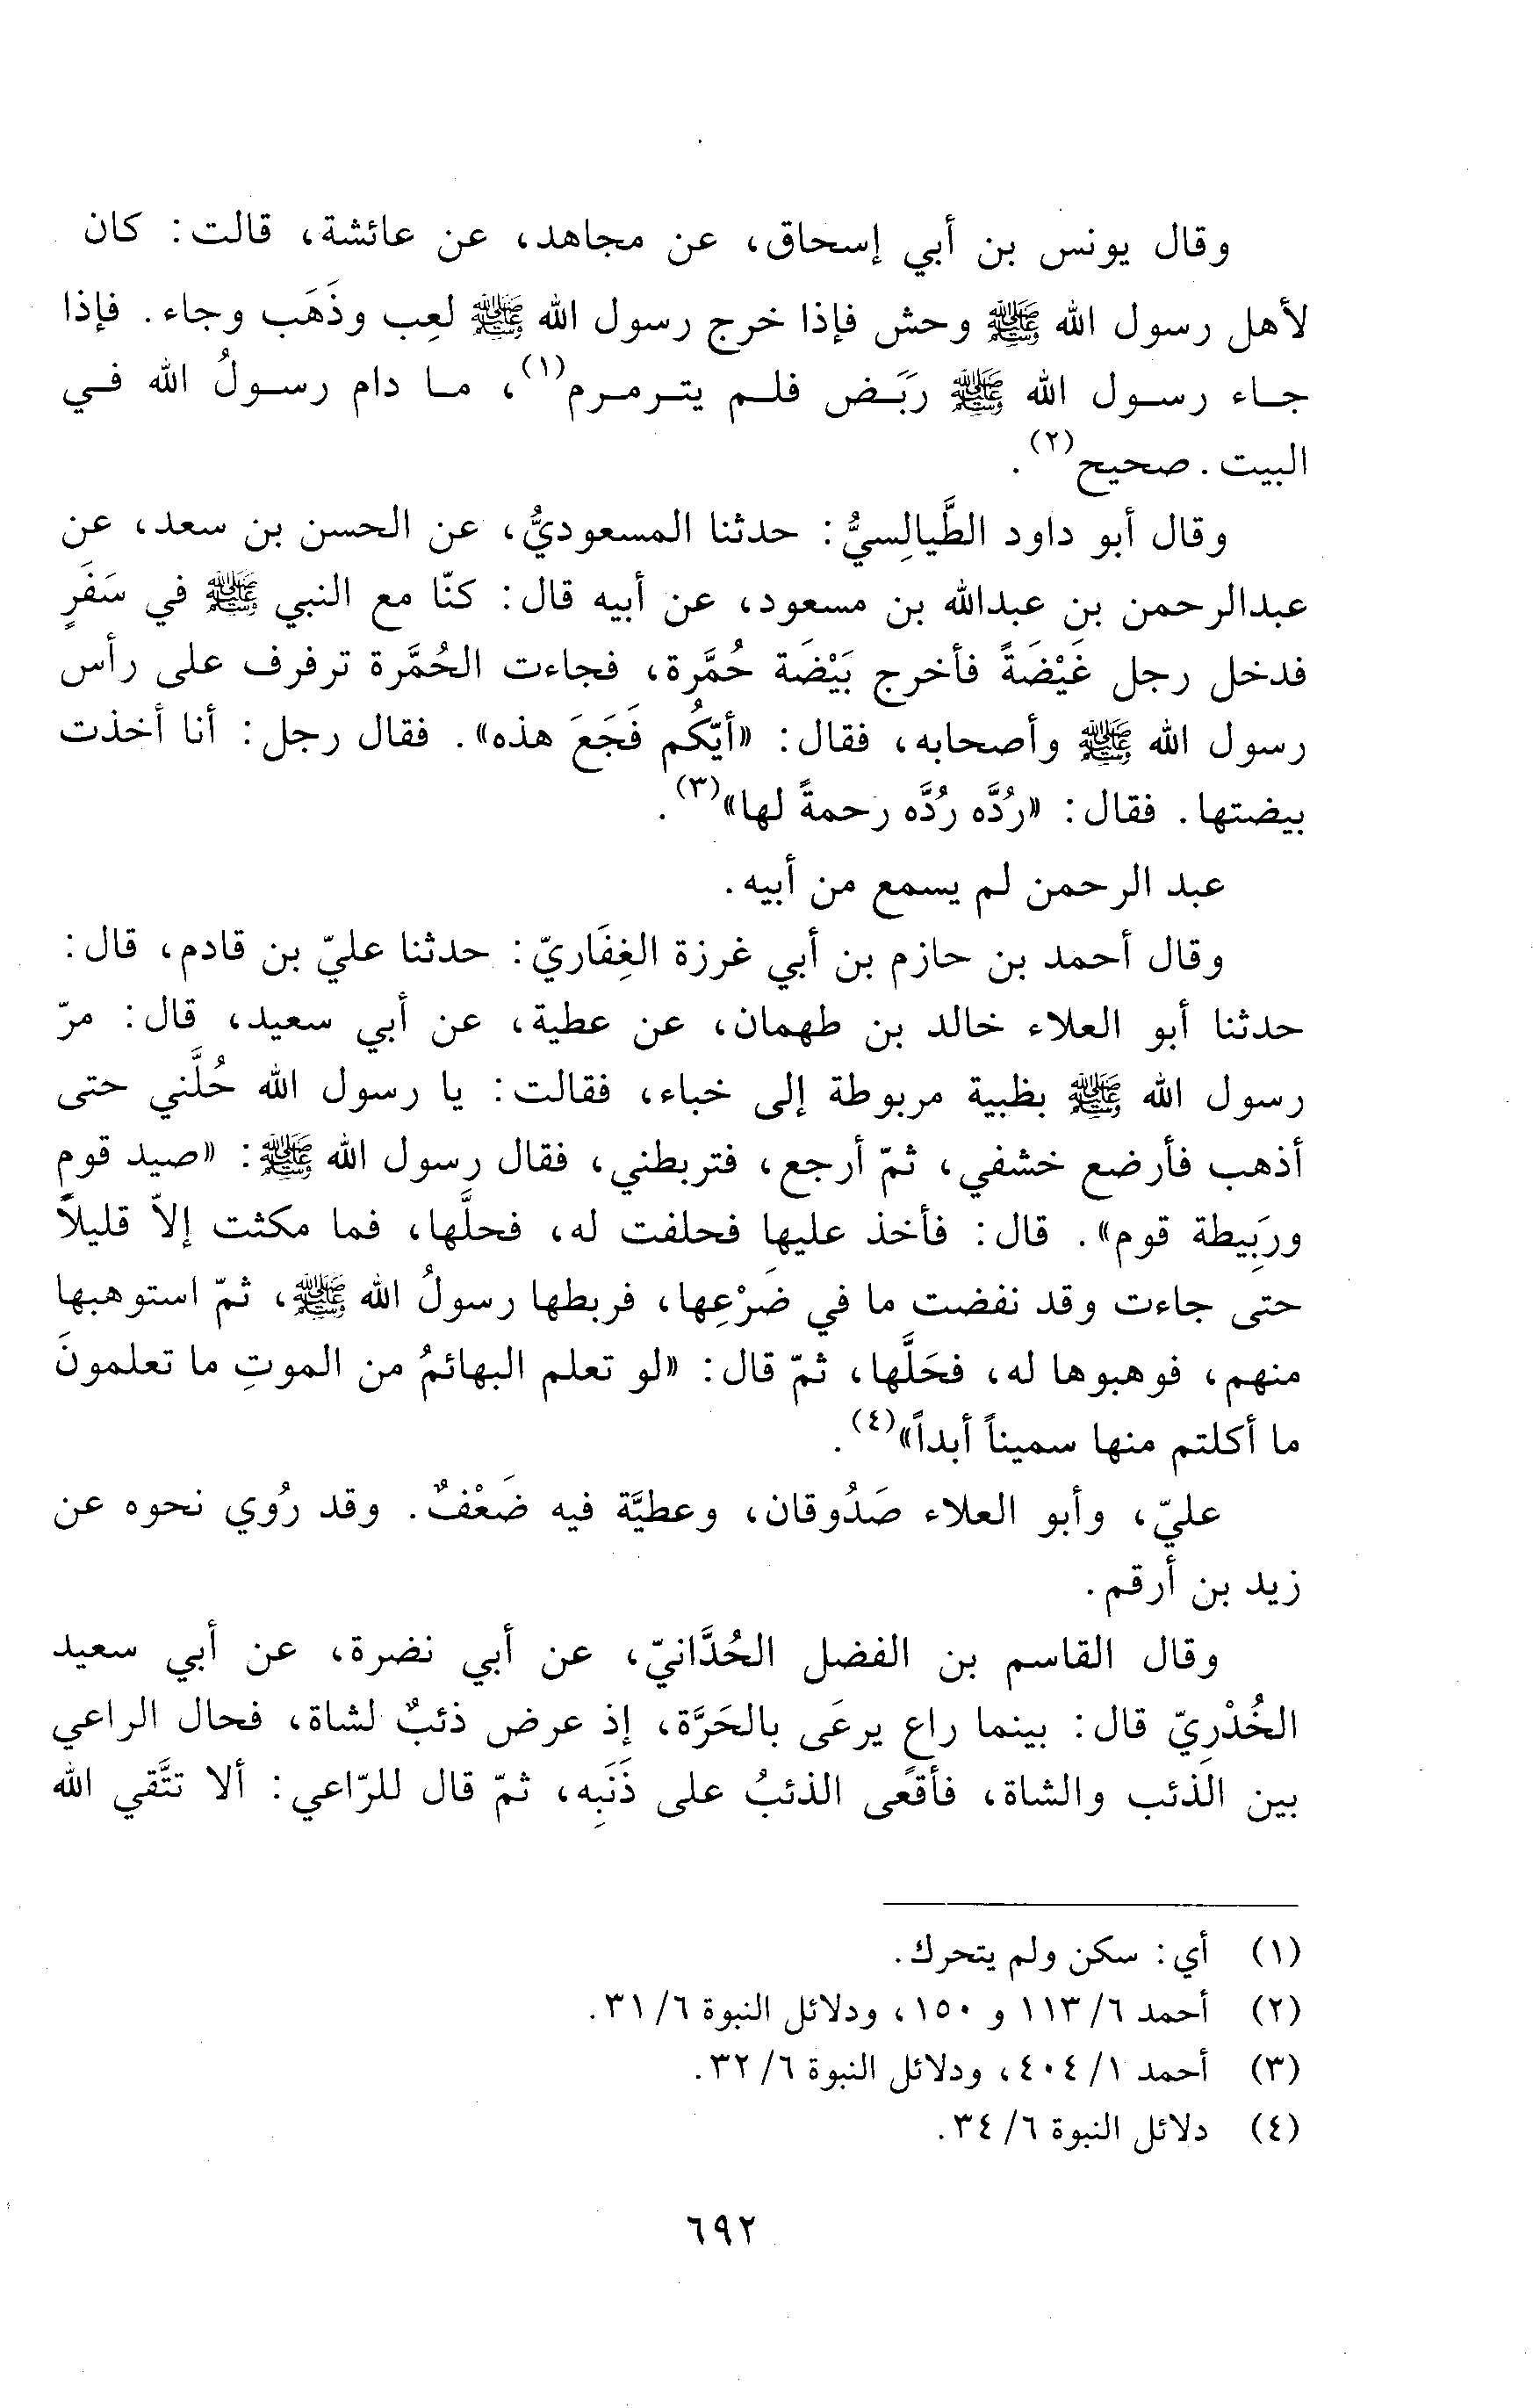 وقال يونس بن أبي إسحاق، عن مجاهد، عن عائشة، قالت: كان
لأهل رسول الله ﷺ وحش فإذا خرج رسول الله ﷺ لعِب وذَهَب وجاء. فإذا
جـاء رسـول الله ﷺ رَبَـض فلـم يتـرمـرم(١)، مـا دام رسـولُ الله فـي
البيت. صحيح(٢).
وقال أبو داود الطَّيالِسيُّ: حدثنا المسعوديُّ، عن الحسن بن سعد، عن
عبدالرحمن بن عبدالله بن مسعود، عن أبيه قال: كنّا مع النبي ﷺ في سَفَرٍ
فدخل رجل غَيْضَةً فأخرج بَيْضَة حُمَّرة، فجاءت الحُمَّرة ترفرف على رأس
رسول الله ﷺ وأصحابه، فقال: «أيّكُم فَجَعَ هذه». فقال رجل: أنا أخذت
بيضتها. فقال: «رُدَّه رُدَّه رحمةً لها»(٣).
عبد الرحمن لم يسمع من أبيه.
وقال أحمد بن حازم بن أبي غرزة الغِفَاريّ: حدثنا عليّ بن قادم، قال:
حدثنا أبو العلاء خالد بن طهمان، عن عطية، عن أبي سعيد، قال: مرّ
رسول الله ﷺ بظبية مربوطة إلى خباء، فقالت: يا رسول الله حُلَّني حتى
أذهب فأرضع خشفي، ثمّ أرجع، فتربطني، فقال رسول الله ﷺ: «صيد قوم
ورَبِيطة قوم». قال: فأخذ عليها فحلفت له، فحلَّها، فما مكثت إلاّ قليلاً
حتى جاءت وقد نفضت ما في ضَرْعِها، فربطها رسولُ الله ﷺ، ثمّ استوهبها
منهم، فوهبوها له، فحَلَّها، ثمّ قال: «لو تعلم البهائمُ من الموتِ ما تعلمونَ
ما أكلتم منها سميناً أبداً»(٤).
عليّ، وأبو العلاء صَدُوقان، وعطيَّة فيه ضَعْفٌ. وقد رُوي نحوه عن
زيد بن أرقم.
وقال القاسم بن الفضل الحُدَّانيّ، عن أبي نضرة، عن أبي سعيد
الخُدْرِيّ قال: بينما راعٍ يرعَى بالحَرَّة، إذ عرض ذئبٌ لشاة، فحال الراعي
بين الذئب والشاة، فأقعَى الذئبُ على ذَنَبِه، ثمّ قال للرّاعي: ألا تتَّقي الله
(١) أي: سكن ولم يتحرك.
(٢) أحمد ٦/ ١١٣ و ١٥٠، ودلائل النبوة ٦/ ٣١.
(٣) أحمد ١/ ٤٠٤، ودلائل النبوة ٦/ ٣٢.
(٤) دلائل النبوة ٦/ ٣٤.
٦٩٢